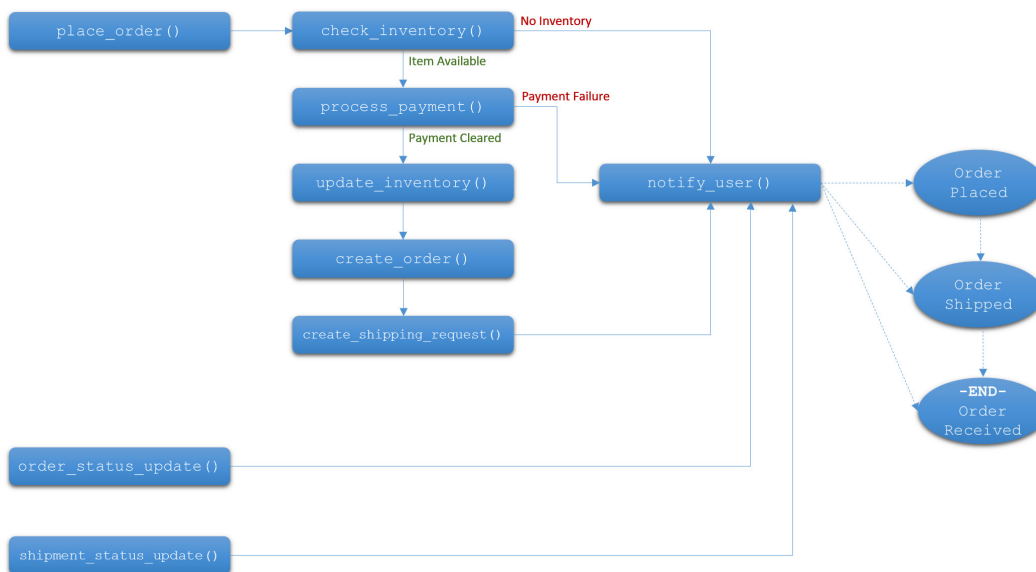 place_order()
check_inventory()
No Inventory
Item Available
process_payment()
Payment Failure
Payment Cleared
update_inventory()
notify_user()
Order
Placed
create_order()
Order
Shipped
create_shipping_request()
-END-
Order
Received
order_status_update()
shipment_status_update()